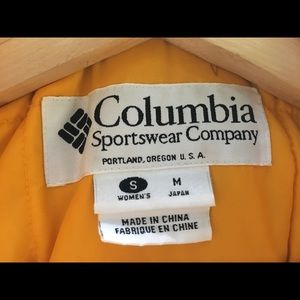 Columbia
Sportswear Company
PORTLAND, OREGON U. S. A.
S M
WOMEN'S JAPAN
MADE IN CHINA
FABRIQUE EN CHINE